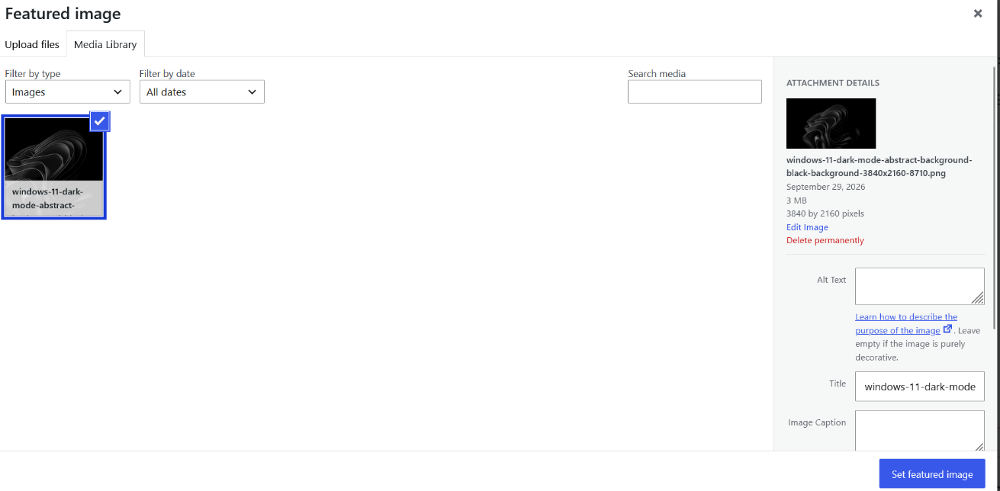 Featured image
Upload files
Media Library
Filter by type
Filter by date
Search media
Images
All dates
windows-11-dark-
mode-abstract-
ATTACHMENT DETAILS
windows-11-dark-mode-abstract-background-
black-background-3840x2160-8710.png
September 29, 2026
3 MB
3840 by 2160 pixels
Edit Image
Delete permanently
Alt Text
Learn how to describe the
purpose of the image . Leave
empty if the image is purely
decorative.
Title
windows-11-dark-mode
Image Caption
Set featured image